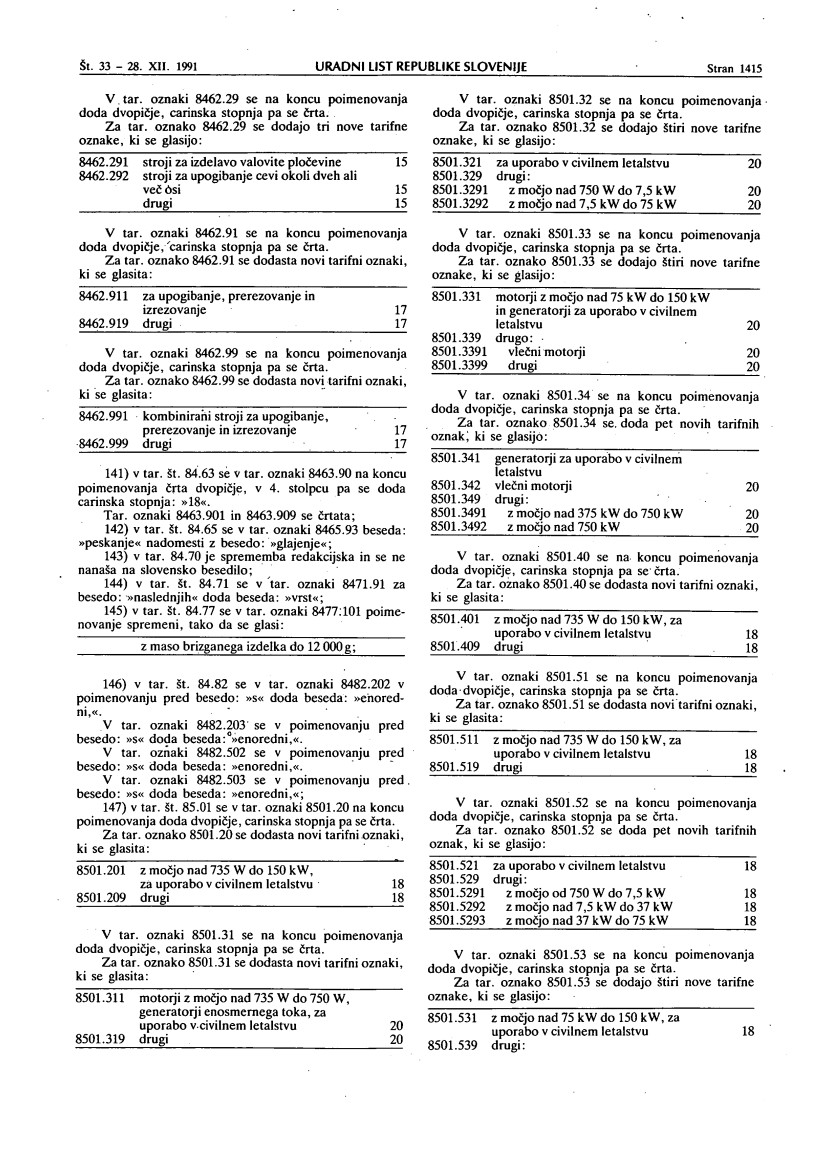 Št. 33 – 28. XII. 1991
URADNI LIST REPUBLIKE SLOVENIJE
Stran 1415
V tar. oznaki 8462.29 se na koncu poimenovanja
doda dvopičje, carinska stopnja pa se črta.
Za tar. oznako 8462.29 se dodajo tri nove tarifne
oznake, ki se glasijo:
8462.291 stroji za izdelavo valovite pločevine 15
8462.292 stroji za upogibanje cevi okoli dveh ali
več osi 15
drugi 15
V tar. oznaki 8462.91 se na koncu poimenovanja
doda dvopičje, carinska stopnja pa se črta.
Za tar. oznako 8462.91 se dodasta novi tarifni oznaki,
ki se glasita:
8462.911 za upogibanje, prerezovanje in
izrezovanje 17
8462.919 drugi 17
V tar. oznaki 8462.99 se na koncu poimenovanja
doda dvopičje, carinska stopnja pa se črta.
Za tar. oznako 8462.99 se dodasta novi tarifni oznaki,
ki se glasita:
8462.991 kombinirani stroji za upogibanje,
prerezovanje in izrezovanje 17
8462.999 drugi 17
141) v tar. št. 84.63 se v tar. oznaki 8463.90 na koncu
poimenovanja črta dvopičje, v 4. stolpcu pa se doda
carinska stopnja: »18«.
Tar. oznaki 8463.901 in 8463.909 se črtata;
142) v tar. št. 84.65 se v tar. oznaki 8465.93 beseda:
»peskanje« nadomesti z besedo: »glajenje«;
143) v tar. 84.70 je sprememba redakcijska in se ne
nanaša na slovensko besedilo;
144) v tar. št. 84.71 se v tar. oznaki 8471.91 za
besedo: »naslednjih« doda beseda: »vrst«;
145) v tar. št. 84.77 se v tar. oznaki 8477.101 poime-
novanje spremeni, tako da se glasi:
z maso brizganega izdelka do 12 000 g;
146) v tar. št. 84.82 se v tar. oznaki 8482.202 v
poimenovanju pred besedo: »s« doda beseda: »enored-
ni,«.
V tar. oznaki 8482.203 se v poimenovanju pred
besedo: »s« doda beseda: »enoredni,«.
V tar. oznaki 8482.502 se v poimenovanju pred
besedo: »s« doda beseda: »enoredni,«.
V tar. oznaki 8482.503 se v poimenovanju pred
besedo: »s« doda beseda: »enoredni,«;
147) v tar. št. 85.01 se v tar. oznaki 8501.20 na koncu
poimenovanja doda dvopičje, carinska stopnja pa se črta.
Za tar. oznako 8501.20 se dodasta novi tarifni oznaki,
ki se glasita:
8501.201 z močjo nad 735 W do 150 kW,
za uporabo v civilnem letalstvu 18
8501.209 drugi 18
V tar. oznaki 8501.31 se na koncu poimenovanja
doda dvopičje, carinska stopnja pa se črta.
Za tar. oznako 8501.31 se dodasta novi tarifni oznaki,
ki se glasita:
8501.311 motorji z močjo nad 735 W do 750 W,
generatorji enosmernega toka, za
uporabo v civilnem letalstvu 20
8501.319 drugi 20
V tar. oznaki 8501.32 se na koncu poimenovanja
doda dvopičje, carinska stopnja pa se črta.
Za tar. oznako 8501.32 se dodajo štiri nove tarifne
oznake, ki se glasijo:
8501.321 za uporabo v civilnem letalstvu 20
8501.329 drugi:
8501.3291 z močjo nad 750 W do 7,5 kW 20
8501.3292 z močjo nad 7,5 kW do 75 kW 20
V tar. oznaki 8501.33 se na koncu poimenovanja
doda dvopičje, carinska stopnja pa se črta.
Za tar. oznako 8501.33 se dodajo štiri nove tarifne
oznake, ki se glasijo:
8501.331 motorji z močjo nad 75 kW do 150 kW
in generatorji za uporabo v civilnem
letalstvu 20
8501.339 drugo:
8501.3391 vlečni motorji 20
8501.3399 drugi 20
V tar. oznaki 8501.34 se na koncu poimenovanja
doda dvopičje, carinska stopnja pa se črta.
Za tar. oznako 8501.34 se doda pet novih tarifnih
oznak, ki se glasijo:
8501.341 generatorji za uporabo v civilnem
letalstvu
8501.342 vlečni motorji 20
8501.349 drugi:
8501.3491 z močjo nad 375 kW do 750 kW 20
8501.3492 z močjo nad 750 kW 20
V tar. oznaki 8501.40 se na koncu poimenovanja
doda dvopičje, carinska stopnja pa se črta.
Za tar. oznako 8501.40 se dodasta novi tarifni oznaki,
ki se glasita:
8501.401 z močjo nad 735 W do 150 kW, za
uporabo v civilnem letalstvu 18
8501.409 drugi 18
V tar. oznaki 8501.51 se na koncu poimenovanja
doda dvopičje, carinska stopnja pa se črta.
Za tar. oznako 8501.51 se dodasta novi tarifni oznaki,
ki se glasita:
8501.511 z močjo nad 735 W do 150 kW, za
uporabo v civilnem letalstvu 18
8501.519 drugi 18
V tar. oznaki 8501.52 se na koncu poimenovanja
doda dvopičje, carinska stopnja pa se črta.
Za tar. oznako 8501.52 se doda pet novih tarifnih
oznak, ki se glasijo:
8501.521 za uporabo v civilnem letalstvu 18
8501.529 drugi:
8501.5291 z močjo od 750 W do 7,5 kW 18
8501.5292 z močjo nad 7,5 kW do 37 kW 18
8501.5293 z močjo nad 37 kW do 75 kW 18
V tar. oznaki 8501.53 se na koncu poimenovanja
doda dvopičje, carinska stopnja pa se črta.
Za tar. oznako 8501.53 se dodajo štiri nove tarifne
oznake, ki se glasijo:
8501.531 z močjo nad 75 kW do 150 kW, za
uporabo v civilnem letalstvu 18
8501.539 drugi: